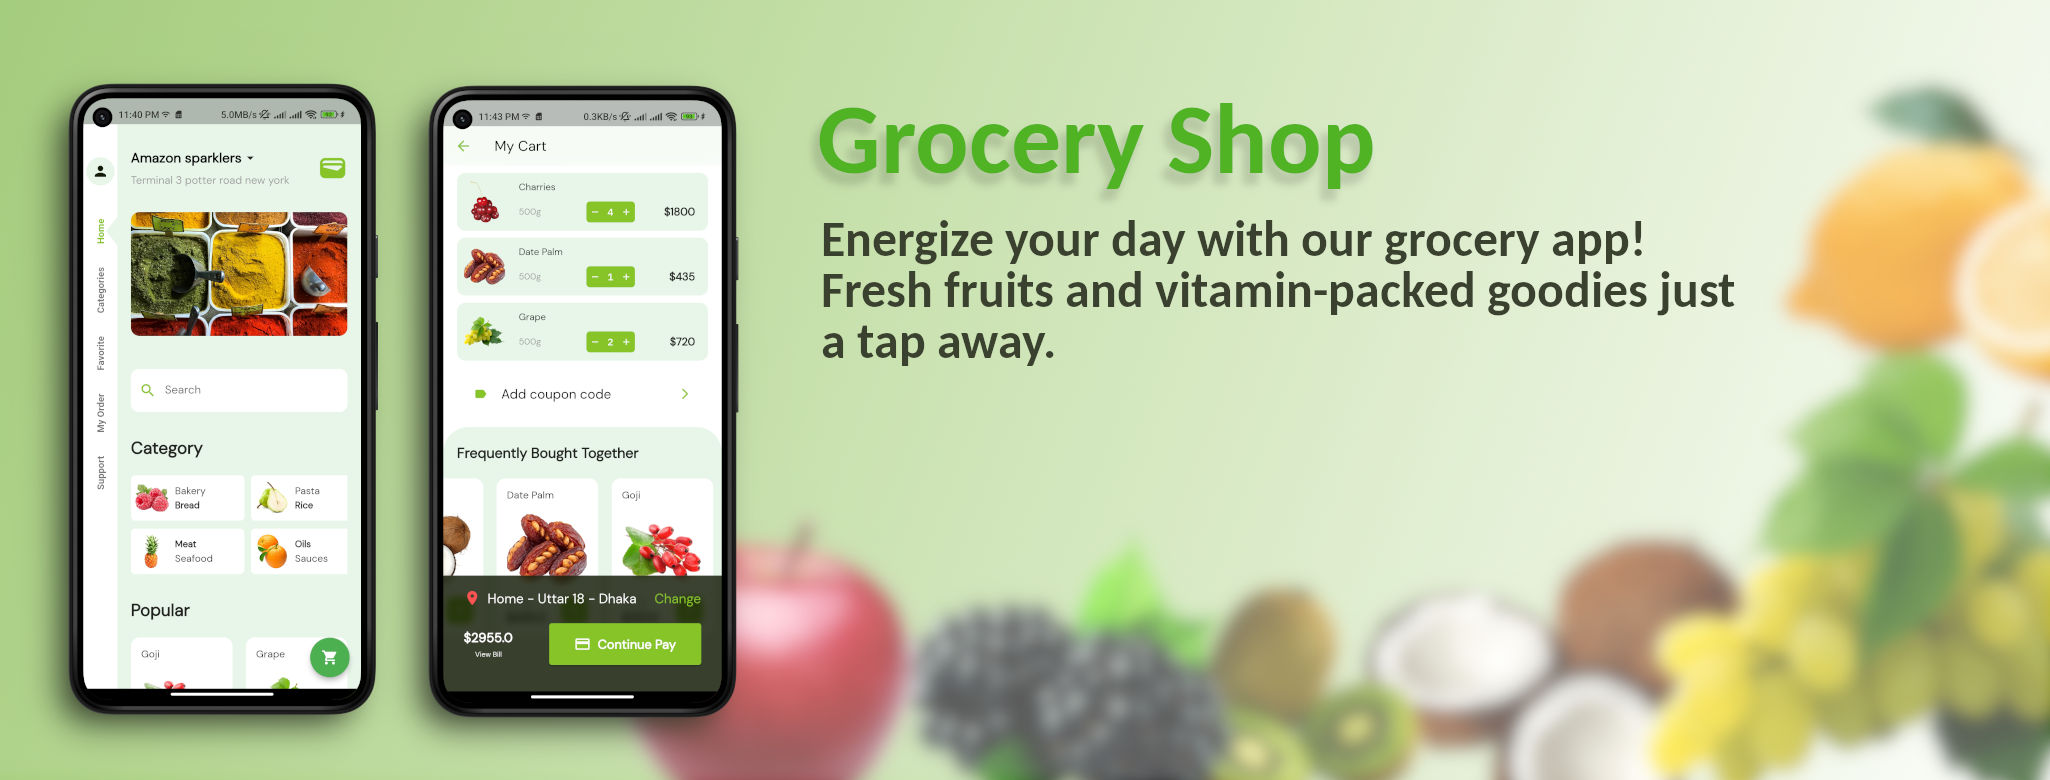 11:40 PM
5.0MB/s
92
Amazon sparklers
Terminal 3 potter road new york
Home
Categories
Favorite
My Order
Support
Search
Category
Bakery
Bread
Pasta
Rice
Meat
Seafood
Oils
Sauces
Popular
Goji
Grape
11:43 PM
0.3KB/s
93
My Cart
Charries
500g
- 4 +
$1800
Date Palm
500g
- 1 +
$435
Grape
500g
- 2 +
$720
Add coupon code
Frequently Bought Together
Date Palm
Goji
Home - Uttar 18 - Dhaka
Change
$2955.0
View Bill
Continue Pay
Grocery Shop
Energize your day with our grocery app!
Fresh fruits and vitamin-packed goodies just
a tap away.